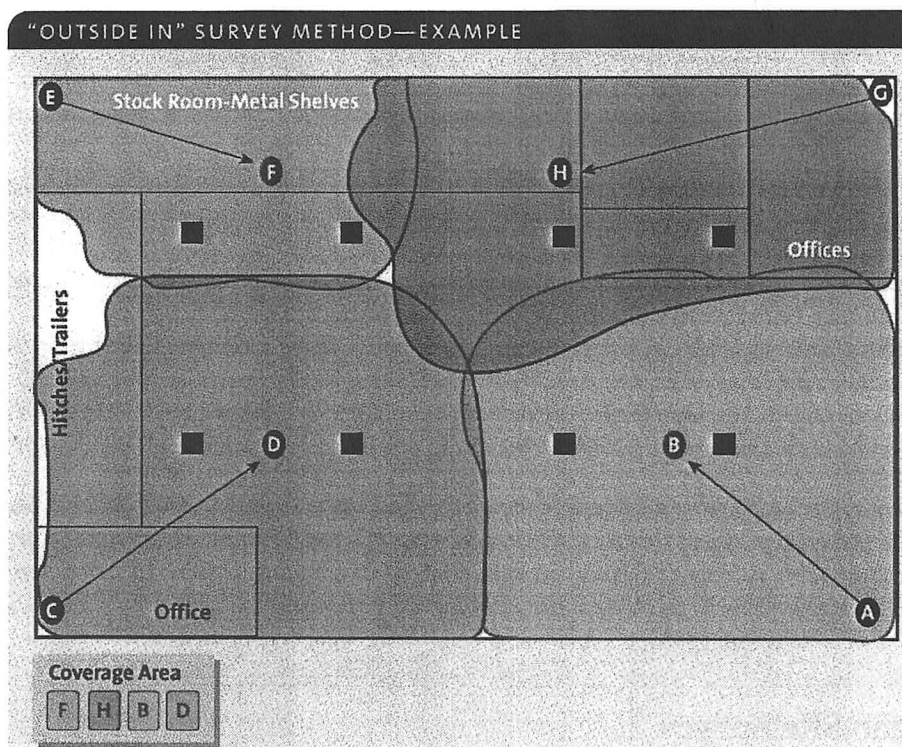 "OUTSIDE IN" SURVEY METHOD—EXAMPLE
E
Stock Room-Metal Shelves
G
F
H
Offices
Hitches/Trailers
D
B
C
Office
A
Coverage Area
F H B D